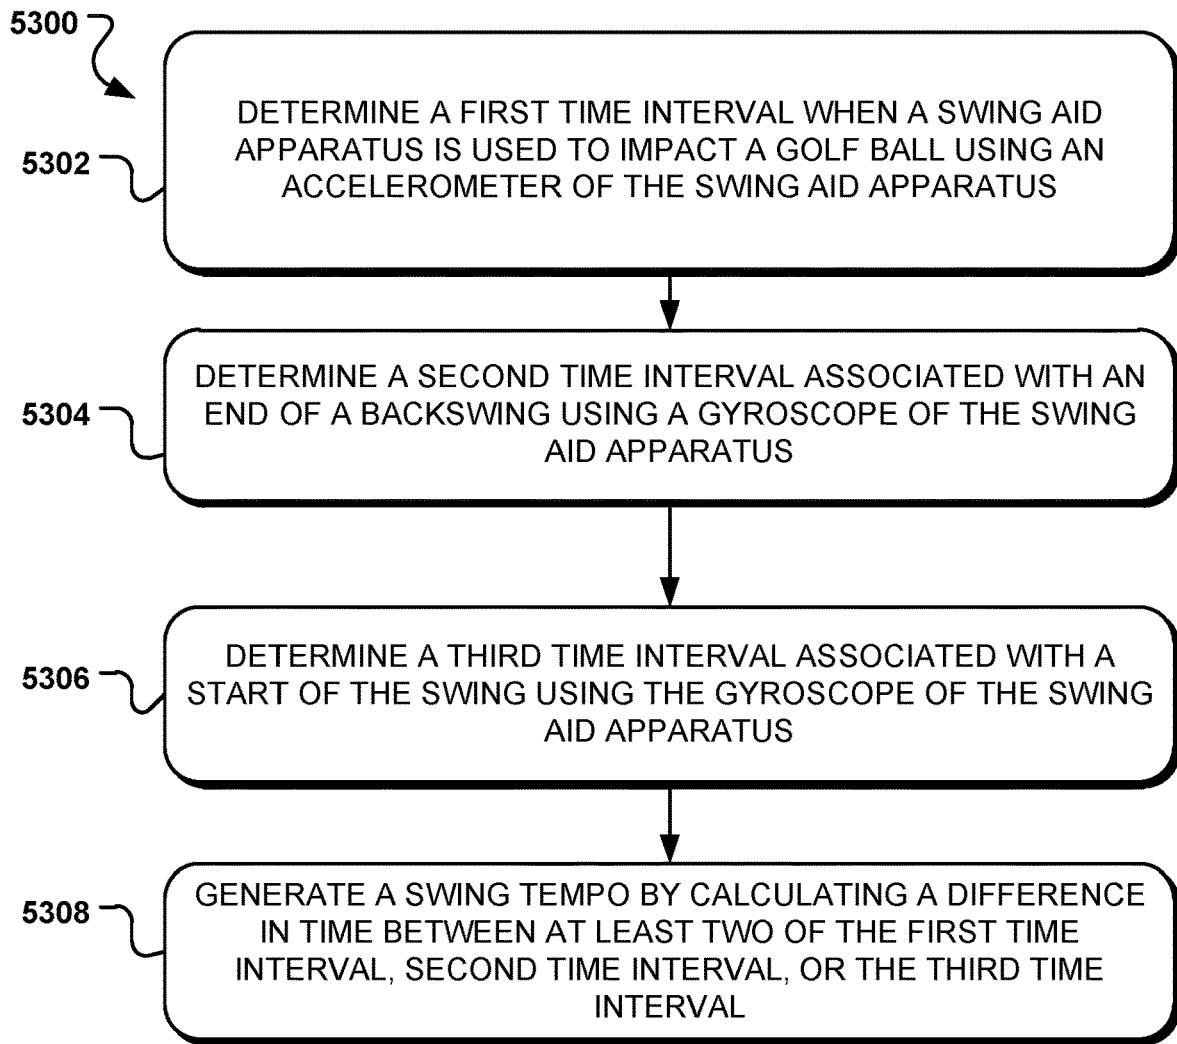 5300
5302
DETERMINE A FIRST TIME INTERVAL WHEN A SWING AID
APPARATUS IS USED TO IMPACT A GOLF BALL USING AN
ACCELEROMETER OF THE SWING AID APPARATUS
5304
DETERMINE A SECOND TIME INTERVAL ASSOCIATED WITH AN
END OF A BACKSWING USING A GYROSCOPE OF THE SWING
AID APPARATUS
5306
DETERMINE A THIRD TIME INTERVAL ASSOCIATED WITH A
START OF THE SWING USING THE GYROSCOPE OF THE SWING
AID APPARATUS
5308
GENERATE A SWING TEMPO BY CALCULATING A DIFFERENCE
IN TIME BETWEEN AT LEAST TWO OF THE FIRST TIME
INTERVAL, SECOND TIME INTERVAL, OR THE THIRD TIME
INTERVAL